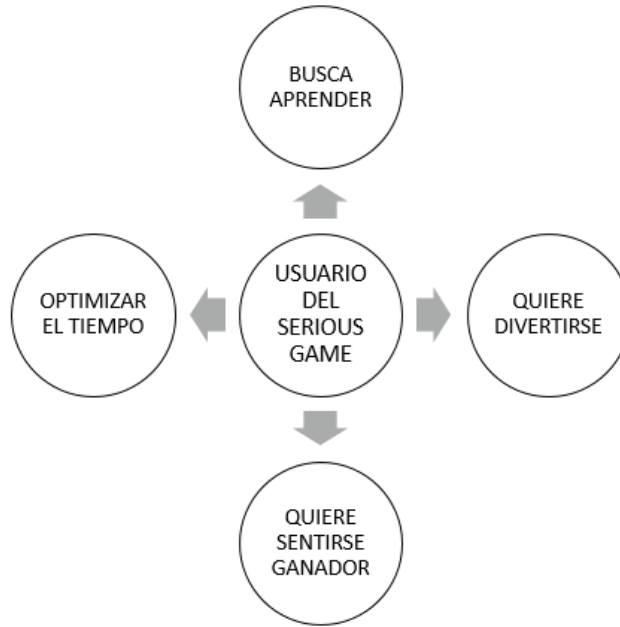 BUSCA
APRENDER
OPTIMIZAR
EL TIEMPO
USUARIO
DEL
SERIOUS
GAME
QUIERE
DIVERTIRSE
QUIERE
SENTIRSE
GANADOR